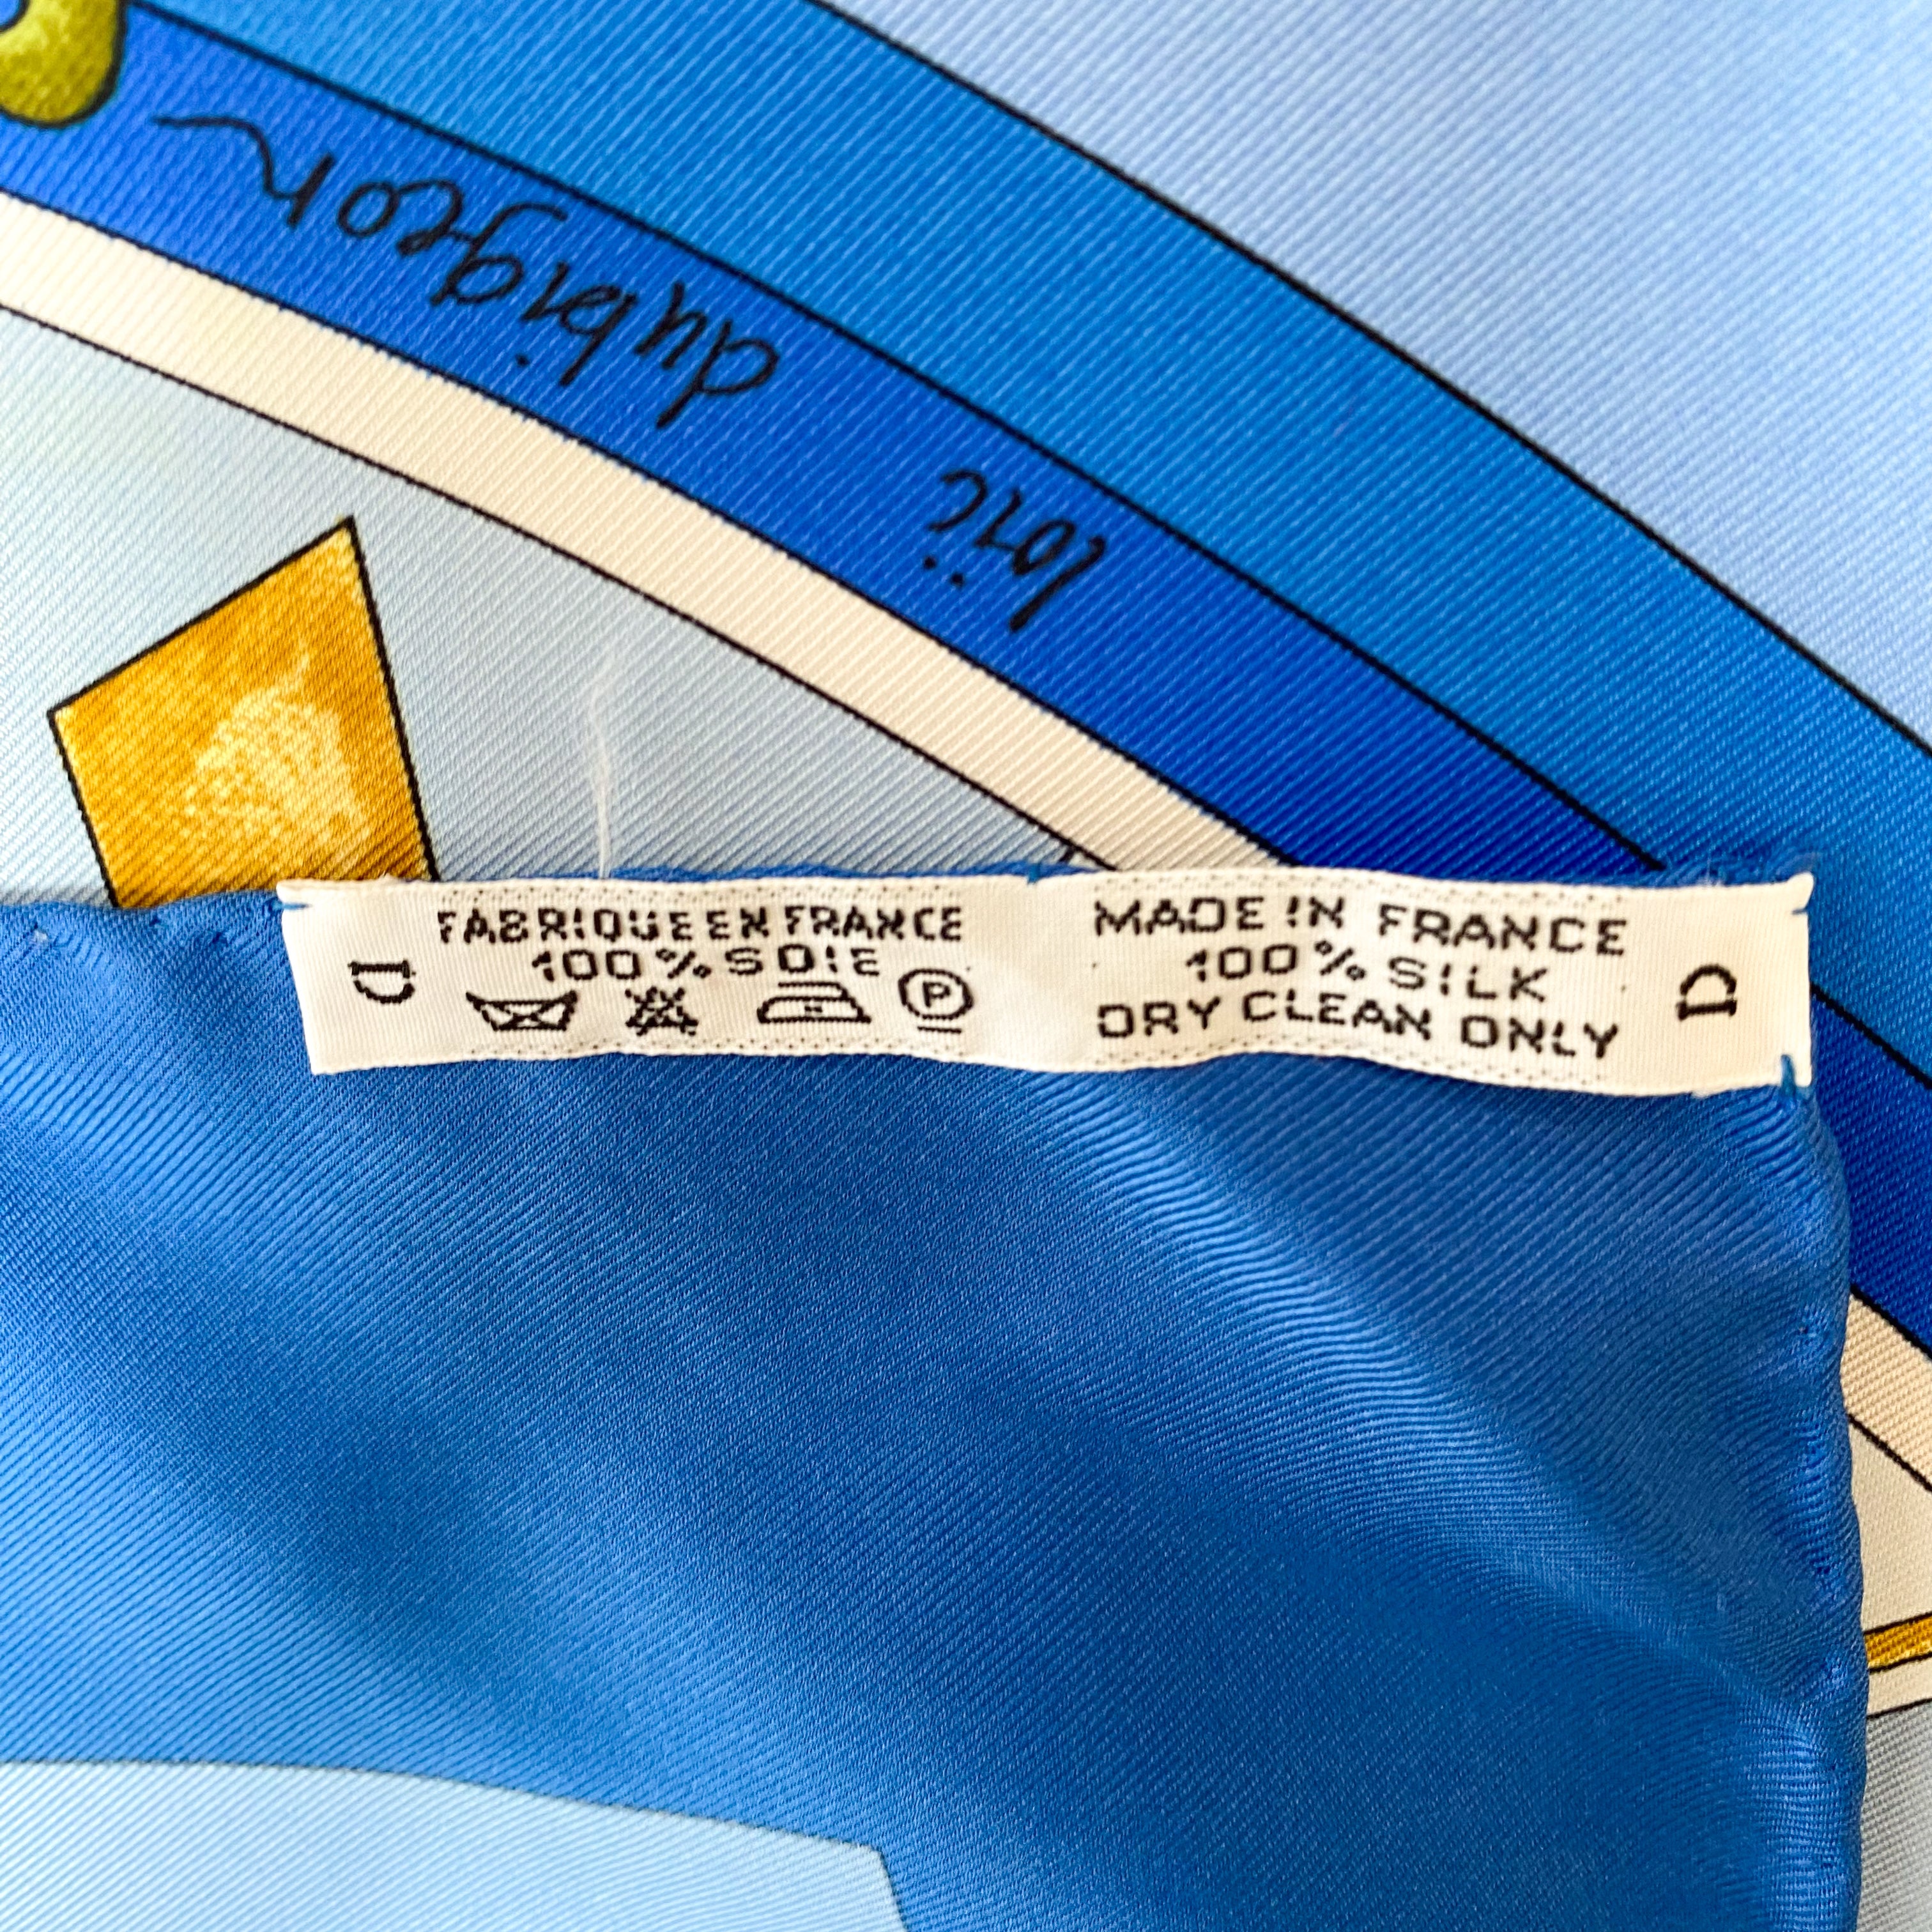 loïc dubigeon
D
FABRIQUE EN FRANCE
100% SOIE
P
MADE IN FRANCE
100% SILK
DRY CLEAN ONLY
D